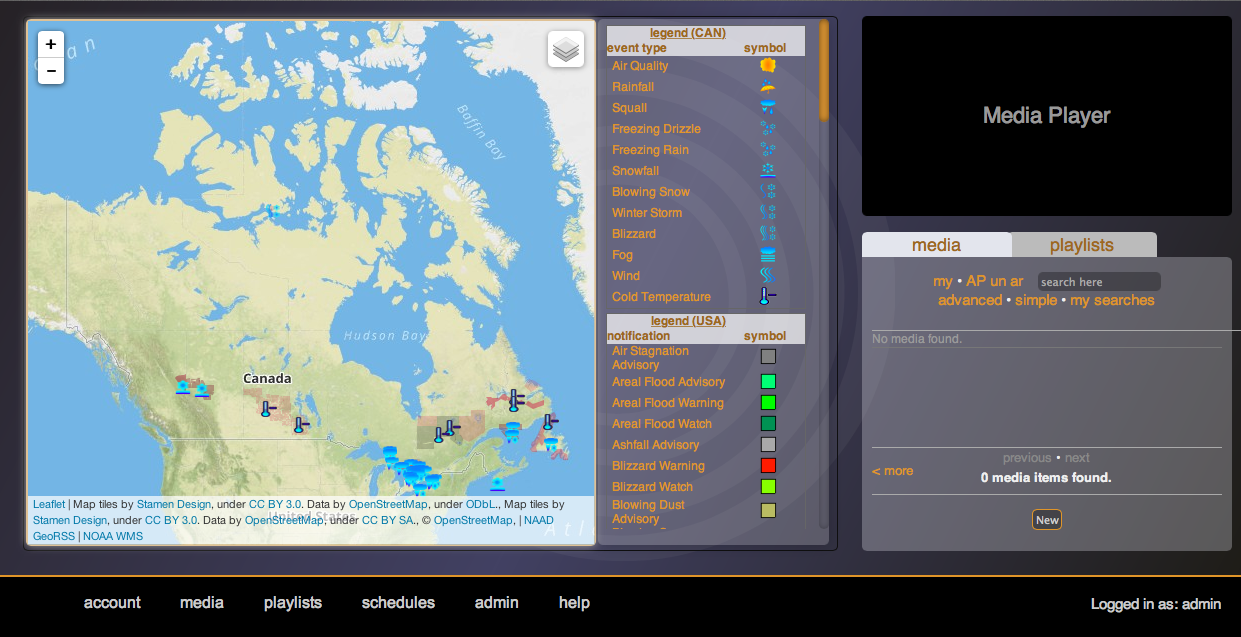 +
−
Baffin Bay
Hudson Bay
Canada
United States
Leaflet | Map tiles by Stamen Design, under CC BY 3.0. Data by OpenStreetMap, under ODbL., Map tiles by
Stamen Design, under CC BY 3.0. Data by OpenStreetMap, under CC BY SA., © OpenStreetMap, | NAAD
GeoRSS | NOAA WMS
legend (CAN)
event type symbol
Air Quality
Rainfall
Squall
Freezing Drizzle
Freezing Rain
Snowfall
Blowing Snow
Winter Storm
Blizzard
Fog
Wind
Cold Temperature
legend (USA)
notification symbol
Air Stagnation
Advisory
Areal Flood Advisory
Areal Flood Warning
Areal Flood Watch
Ashfall Advisory
Blizzard Warning
Blizzard Watch
Blowing Dust
Advisory
Media Player
media playlists
my • AP un ar search here
advanced • simple • my searches
No media found.
previous • next
< more
0 media items found.
New
account media playlists schedules admin help
Logged in as: admin